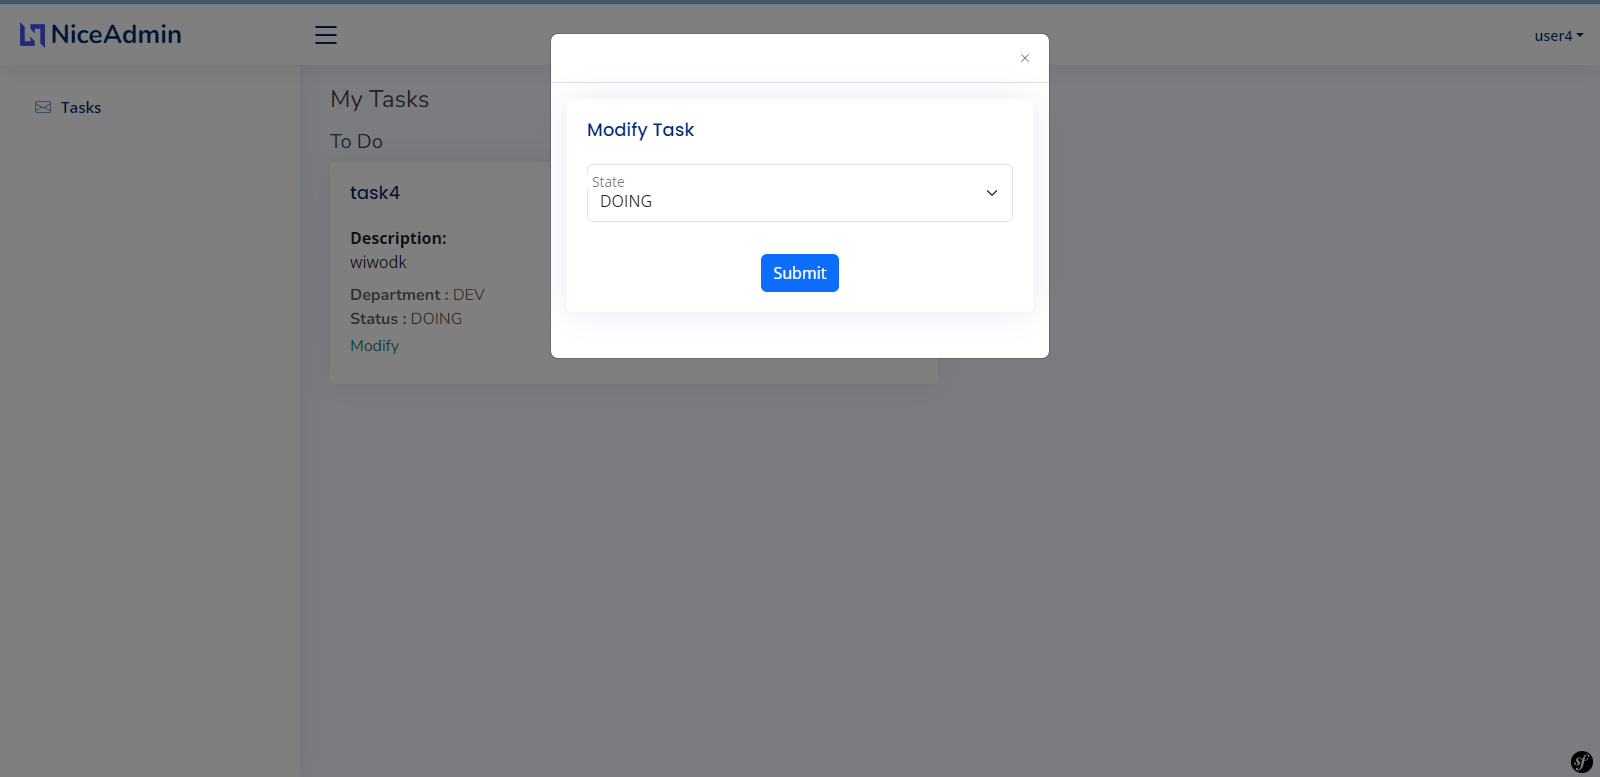 NiceAdmin
user4
×
Tasks
My Tasks
To Do
task4
Description:
wiwodk
Department : DEV
Status : DOING
Modify
Modify Task
State
DOING
Submit
sf